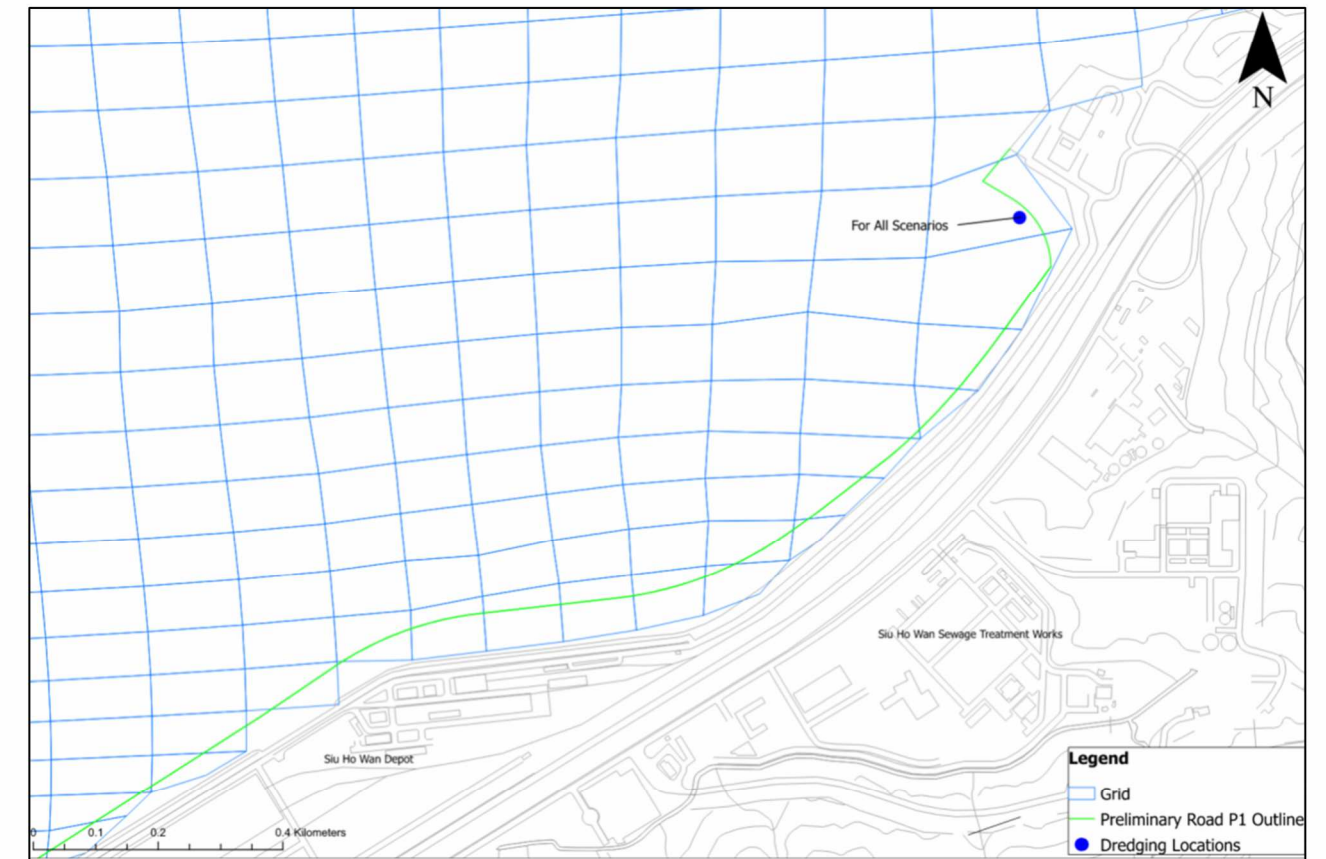 N
For All Scenarios
Siu Ho Wan Sewage Treatment Works
Siu Ho Wan Depot
Legend
Grid
Preliminary Road P1 Outline
Dredging Locations
0 0.1 0.2 0.4 Kilometers